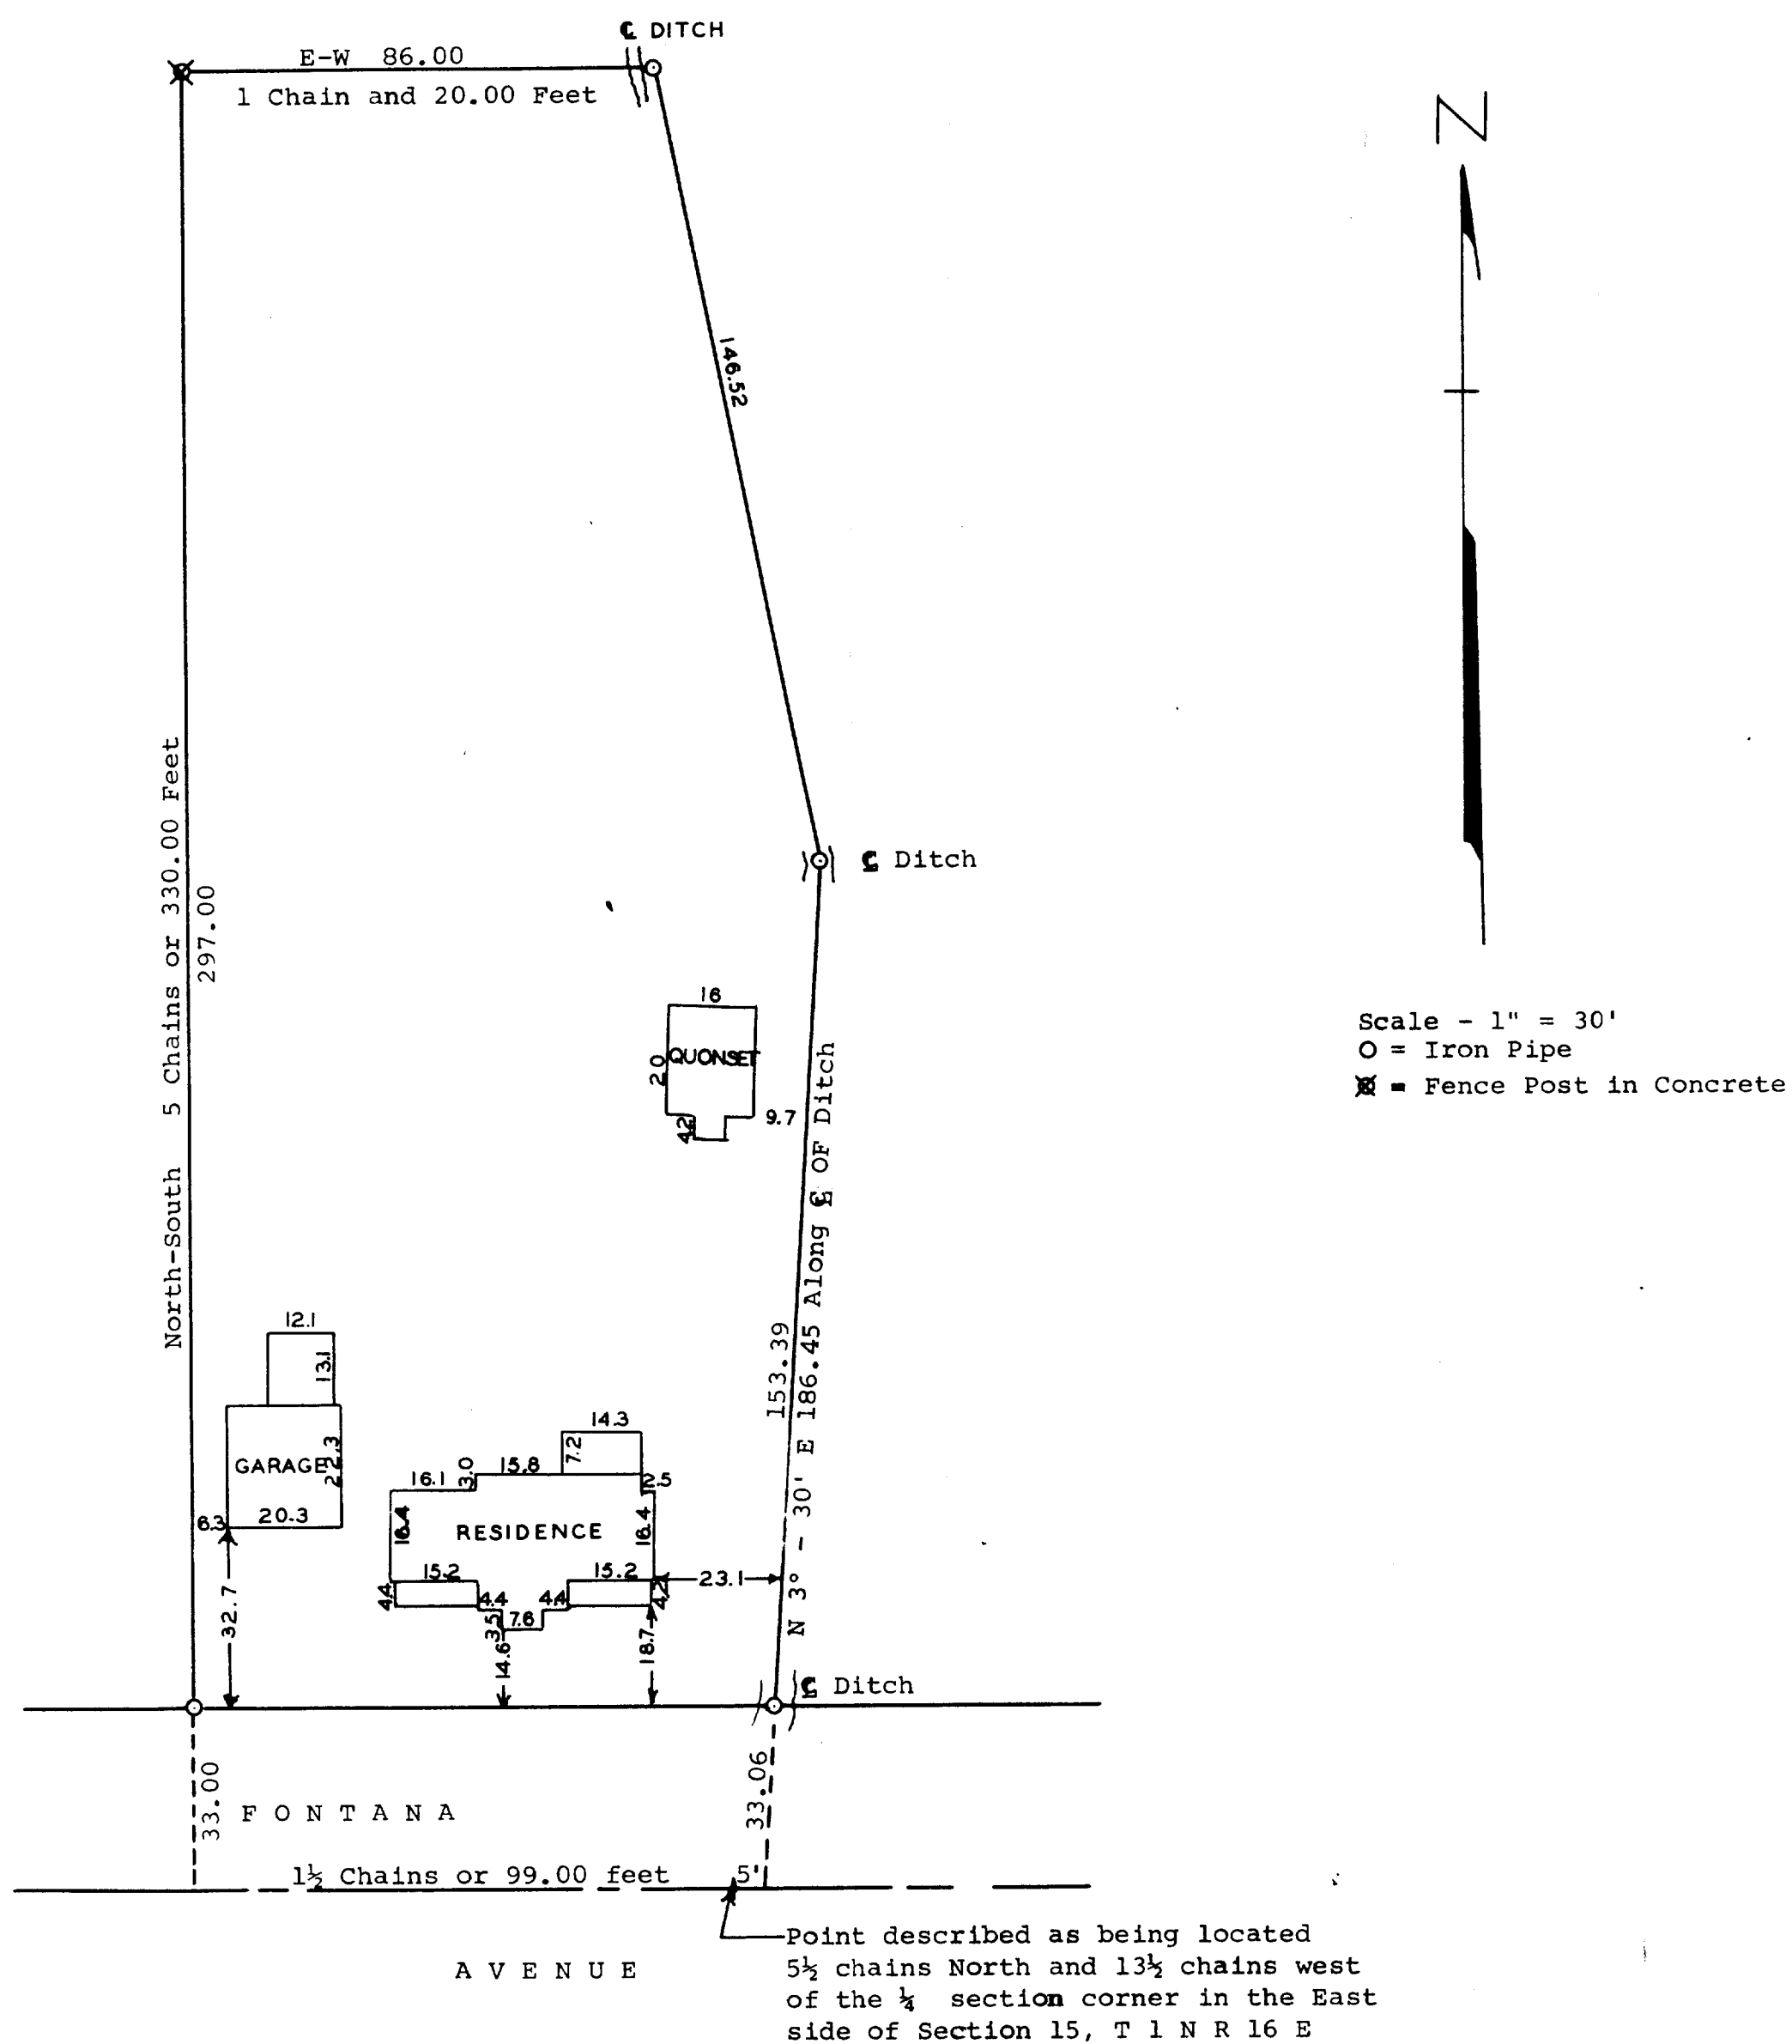 ℄ DITCH
E-W 86.00
1 Chain and 20.00 Feet
N
146.52
North-South 5 Chains or 330.00 Feet
297.00
℄ Ditch
16
QUONSET
20
4.2
9.7
Scale - 1" = 30'
O = Iron Pipe
= Fence Post in Concrete
153.39
N 3° - 30' E 186.45 Along ℄ OF Ditch
12.1
13.1
GARAGE
22.3
20.3
6.3
32.7
14.3
7.2
15.8
3.0
16.1
2.5
16.4
RESIDENCE
16.4
15.2
15.2
4.4
4.4
4.4
4.2
3.5
7.6
23.1
14.6
18.7
℄ Ditch
33.00
33.06
FONTANA
1½ Chains or 99.00 feet
5'
AVENUE
Point described as being located
5½ chains North and 13½ chains west
of the ¼ section corner in the East
side of Section 15, T 1 N R 16 E